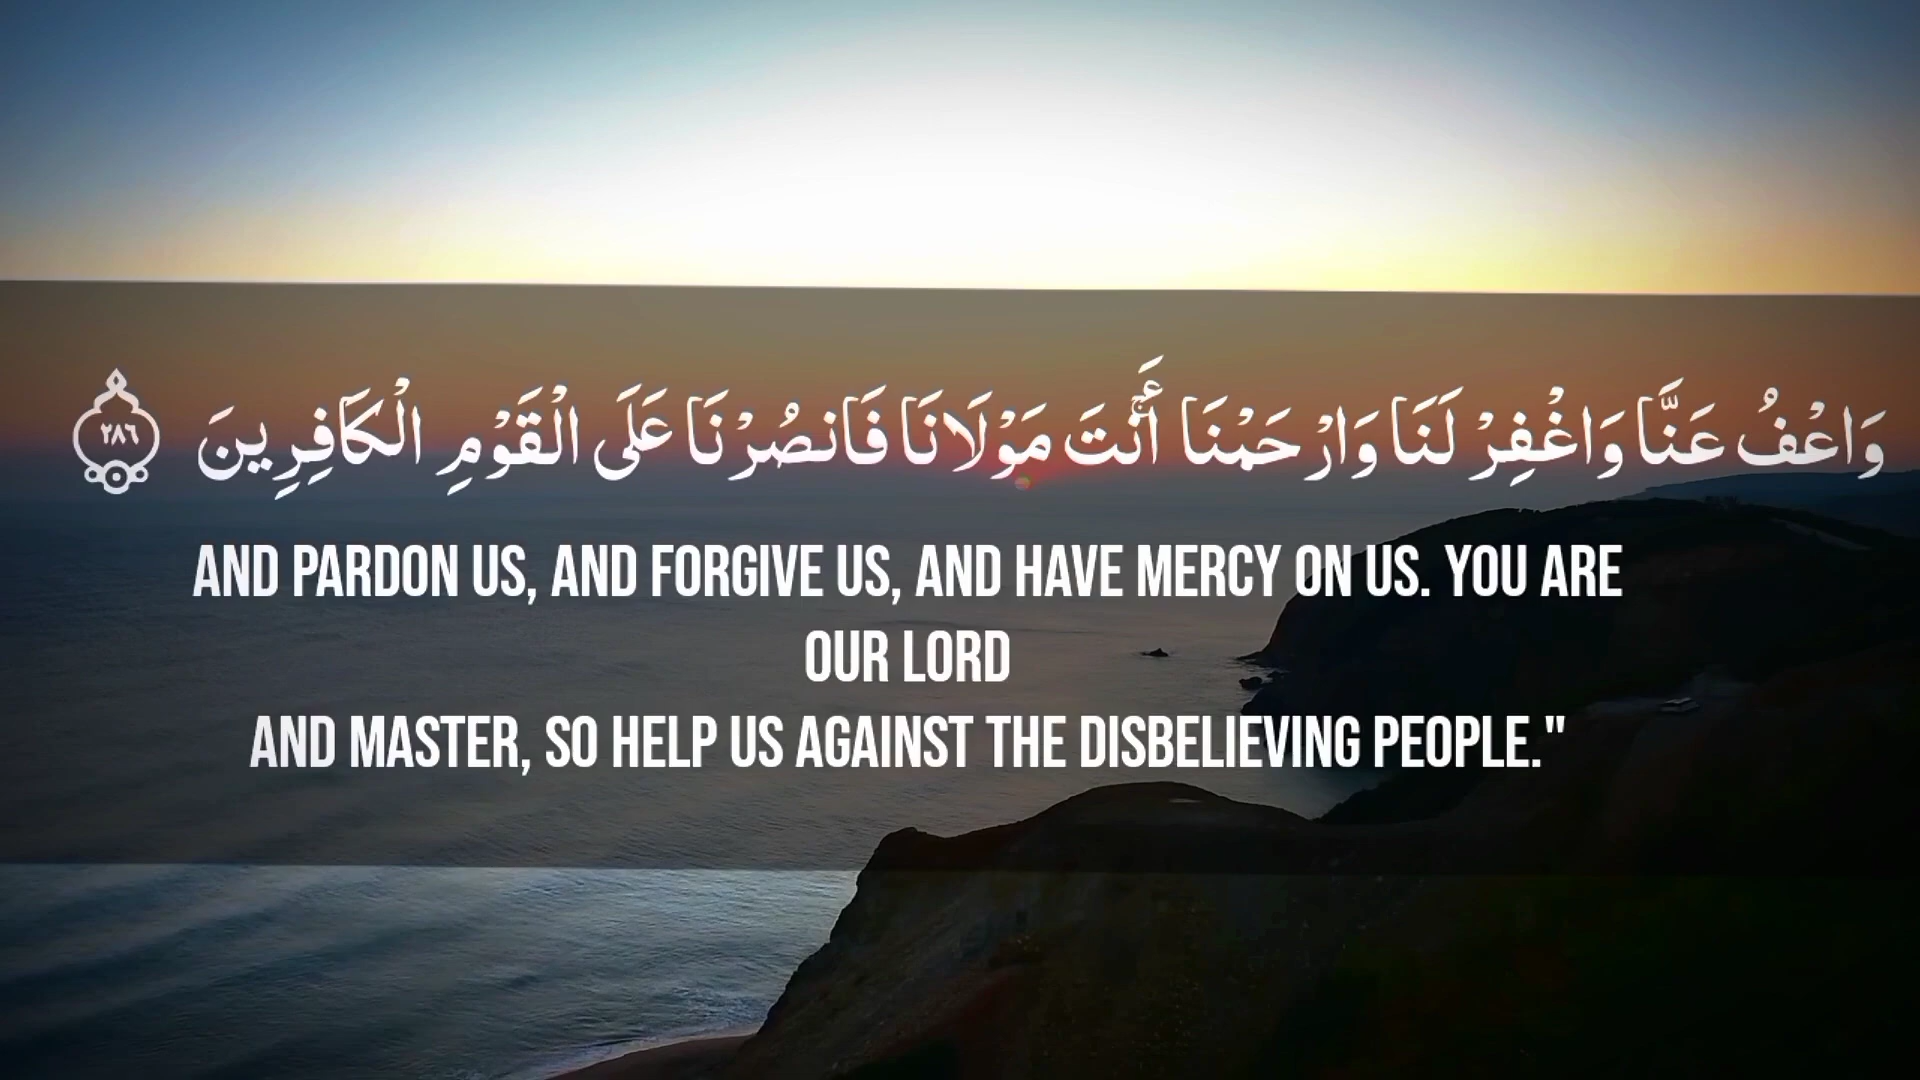 وَاعْفُ عَنَّا وَاغْفِرْ لَنَا وَارْحَمْنَا أَنْتَ مَوْلَانَا فَانصُرْنَا عَلَى الْقَوْمِ الْكَافِرِينَ ٢٨٦
AND PARDON US, AND FORGIVE US, AND HAVE MERCY ON US. YOU ARE
OUR LORD
AND MASTER, SO HELP US AGAINST THE DISBELIEVING PEOPLE."